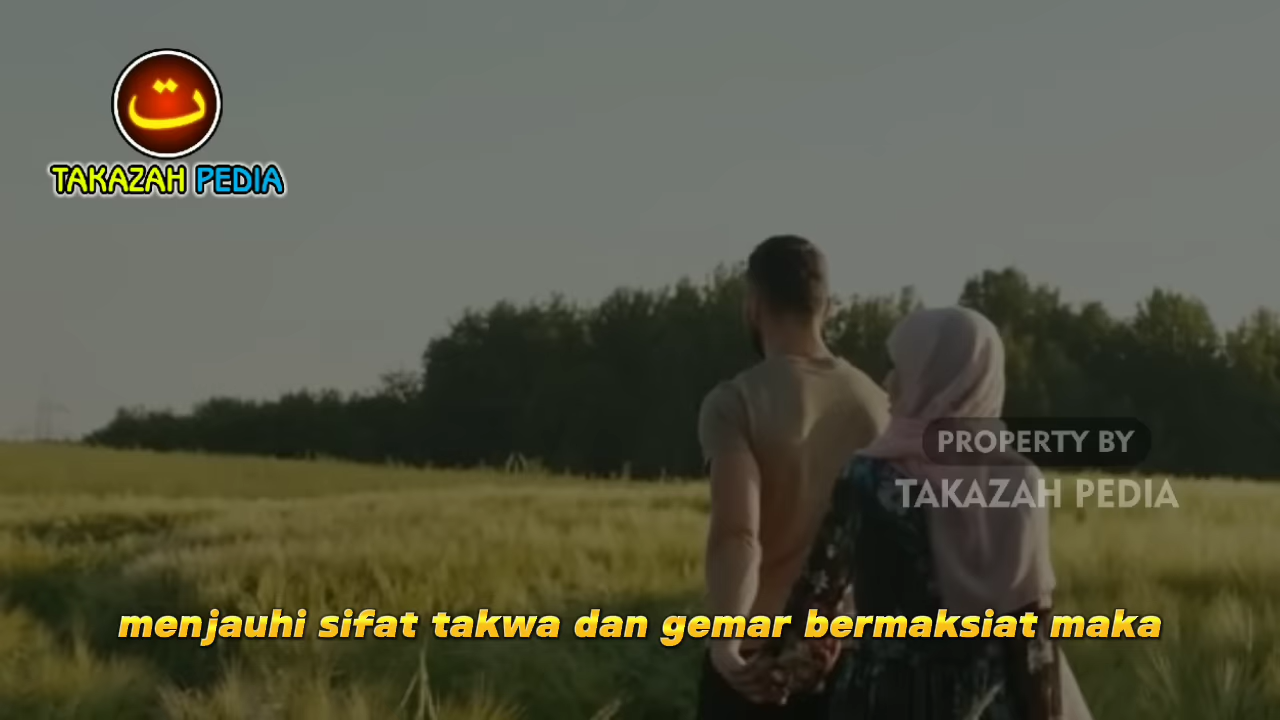 ت
TAKAZAH PEDIA
PROPERTY BY
TAKAZAH PEDIA
menjauhi sifat takwa dan gemar bermaksiat maka